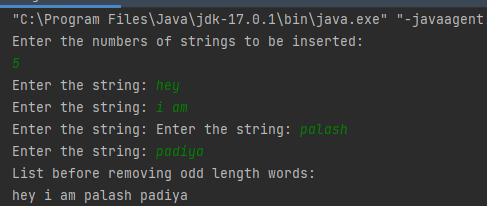 "C:\Program Files\Java\jdk-17.0.1\bin\java.exe" "-javaagent
Enter the numbers of strings to be inserted:
5
Enter the string: hey
Enter the string: i am
Enter the string: Enter the string: palash
Enter the string: padiya
List before removing odd length words:
hey i am palash padiya